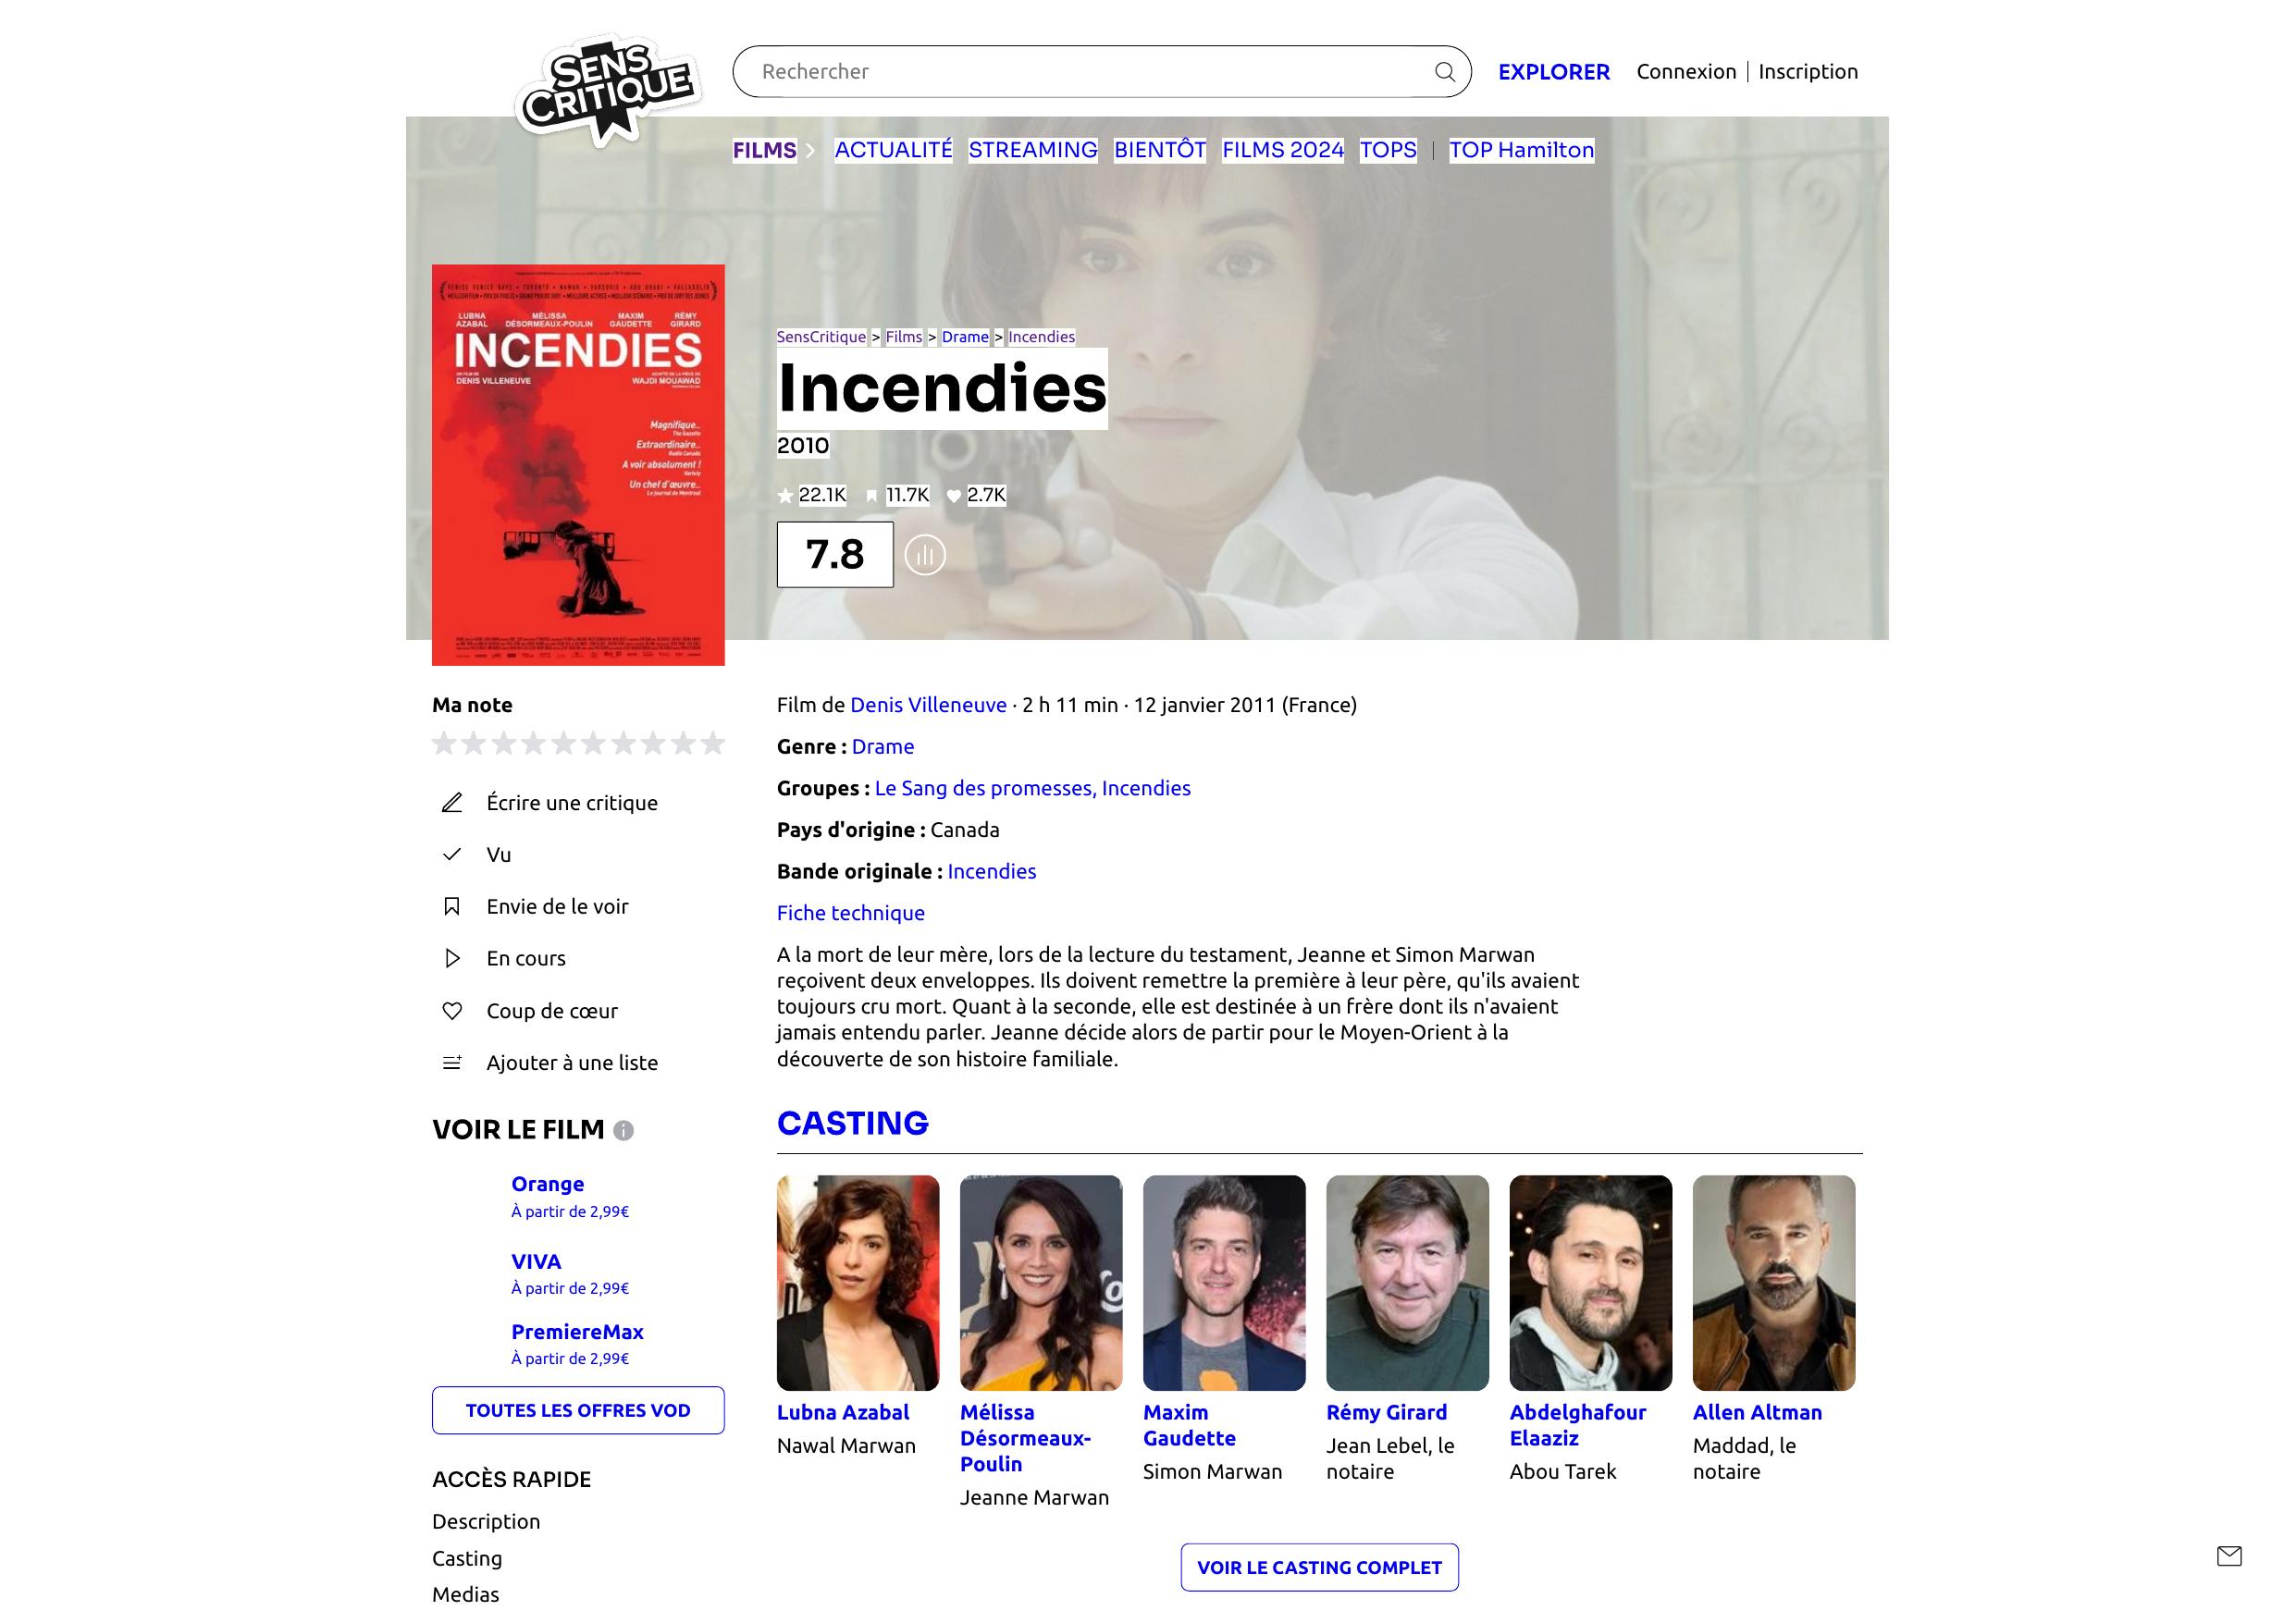 SENS
CRITIQUE
Rechercher
EXPLORER
Connexion
Inscription
FILMS
ACTUALITÉ
STREAMING
BIENTÔT
FILMS 2024
TOPS
TOP Hamilton
LUBNA AZABAL
MÉLISSA DÉSORMEAUX-POULIN
MAXIM GAUDETTE
RÉMY GIRARD
INCENDIES
UN FILM DE
DENIS VILLENEUVE
WAJDI MOUAWAD
Magnifique...
The Gazette
Extraordinaire...
Radio Canada
A voir absolument !
Variety
Un chef d'œuvre...
Le Journal de Montreal
SensCritique > Films > Drame > Incendies
Incendies
2010
22.1K
11.7K
2.7K
7.8
Ma note
Écrire une critique
Vu
Envie de le voir
En cours
Coup de cœur
Ajouter à une liste
VOIR LE FILM
Orange
À partir de 2,99€
VIVA
À partir de 2,99€
PremiereMax
À partir de 2,99€
TOUTES LES OFFRES VOD
ACCÈS RAPIDE
Description
Casting
Medias
Film de Denis Villeneuve · 2 h 11 min · 12 janvier 2011 (France)
Genre : Drame
Groupes : Le Sang des promesses, Incendies
Pays d'origine : Canada
Bande originale : Incendies
Fiche technique
A la mort de leur mère, lors de la lecture du testament, Jeanne et Simon Marwan
reçoivent deux enveloppes. Ils doivent remettre la première à leur père, qu'ils avaient
toujours cru mort. Quant à la seconde, elle est destinée à un frère dont ils n'avaient
jamais entendu parler. Jeanne décide alors de partir pour le Moyen-Orient à la
découverte de son histoire familiale.
CASTING
Lubna Azabal
Nawal Marwan
Mélissa
Désormeaux-
Poulin
Jeanne Marwan
Maxim
Gaudette
Simon Marwan
Rémy Girard
Jean Lebel, le
notaire
Abdelghafour
Elaaziz
Abou Tarek
Allen Altman
Maddad, le
notaire
VOIR LE CASTING COMPLET